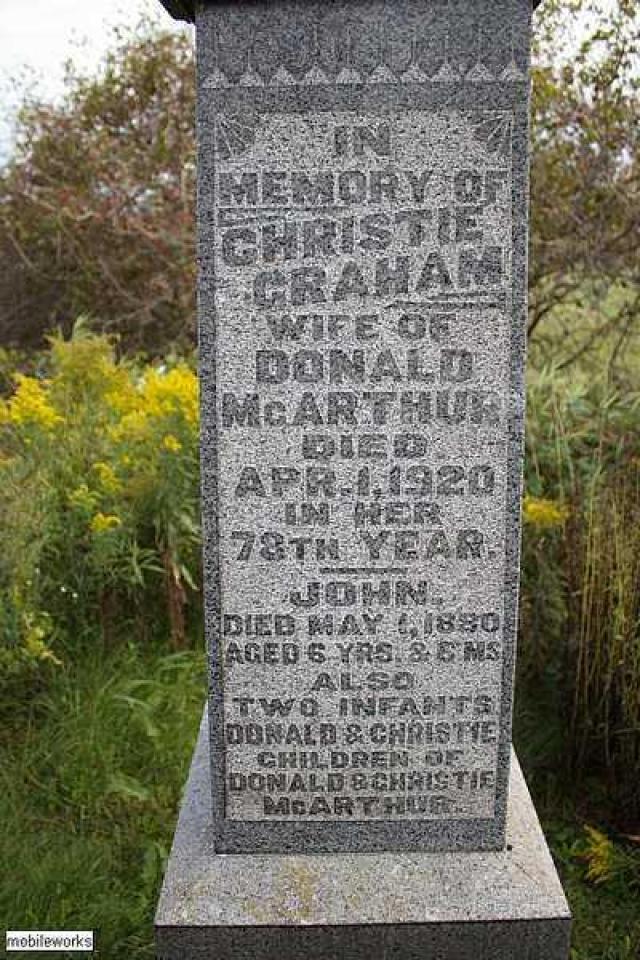 IN
MEMORY OF
CHRISTIE
GRAHAM
WIFE OF
DONALD
MCARTHUR
DIED
APR. 1, 1920
IN HER
78TH YEAR.
JOHN.
DIED MAY 1, 1880
AGED 6 YRS. & 6 MS
ALSO
TWO INFANTS
DONALD & CHRISTIE
CHILDREN OF
DONALD & CHRISTIE
MCARTHUR.
mobileworks